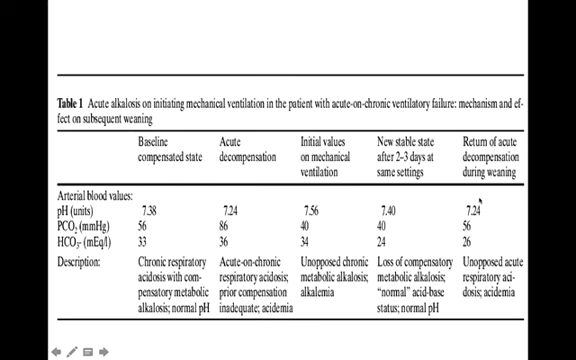 Table 1 Acute alkalosis on initiating mechanical ventilation in the patient with acute-on-chronic ventilatory failure: mechanism and ef-
fect on subsequent weaning
Baseline compensated state | Acute decompensation | Initial values on mechanical ventilation | New stable state after 2–3 days at same settings | Return of acute decompensation during weaning
Arterial blood values:
pH (units) 7.38 7.24 7.56 7.40 7.24
PCO2 (mmHg) 56 86 40 40 56
HCO3- (mEq/l) 33 36 34 24 26
Description: Chronic respiratory acidosis with com-pensatory metabolic alkalosis; normal pH | Acute-on-chronic respiratory acidosis; prior compensation inadequate; acidemia | Unopposed chronic metabolic alkalosis; alkalemia | Loss of compensatory metabolic alkalosis; “normal” acid-base status; normal pH | Unopposed acute respiratory aci-dosis; acidemia